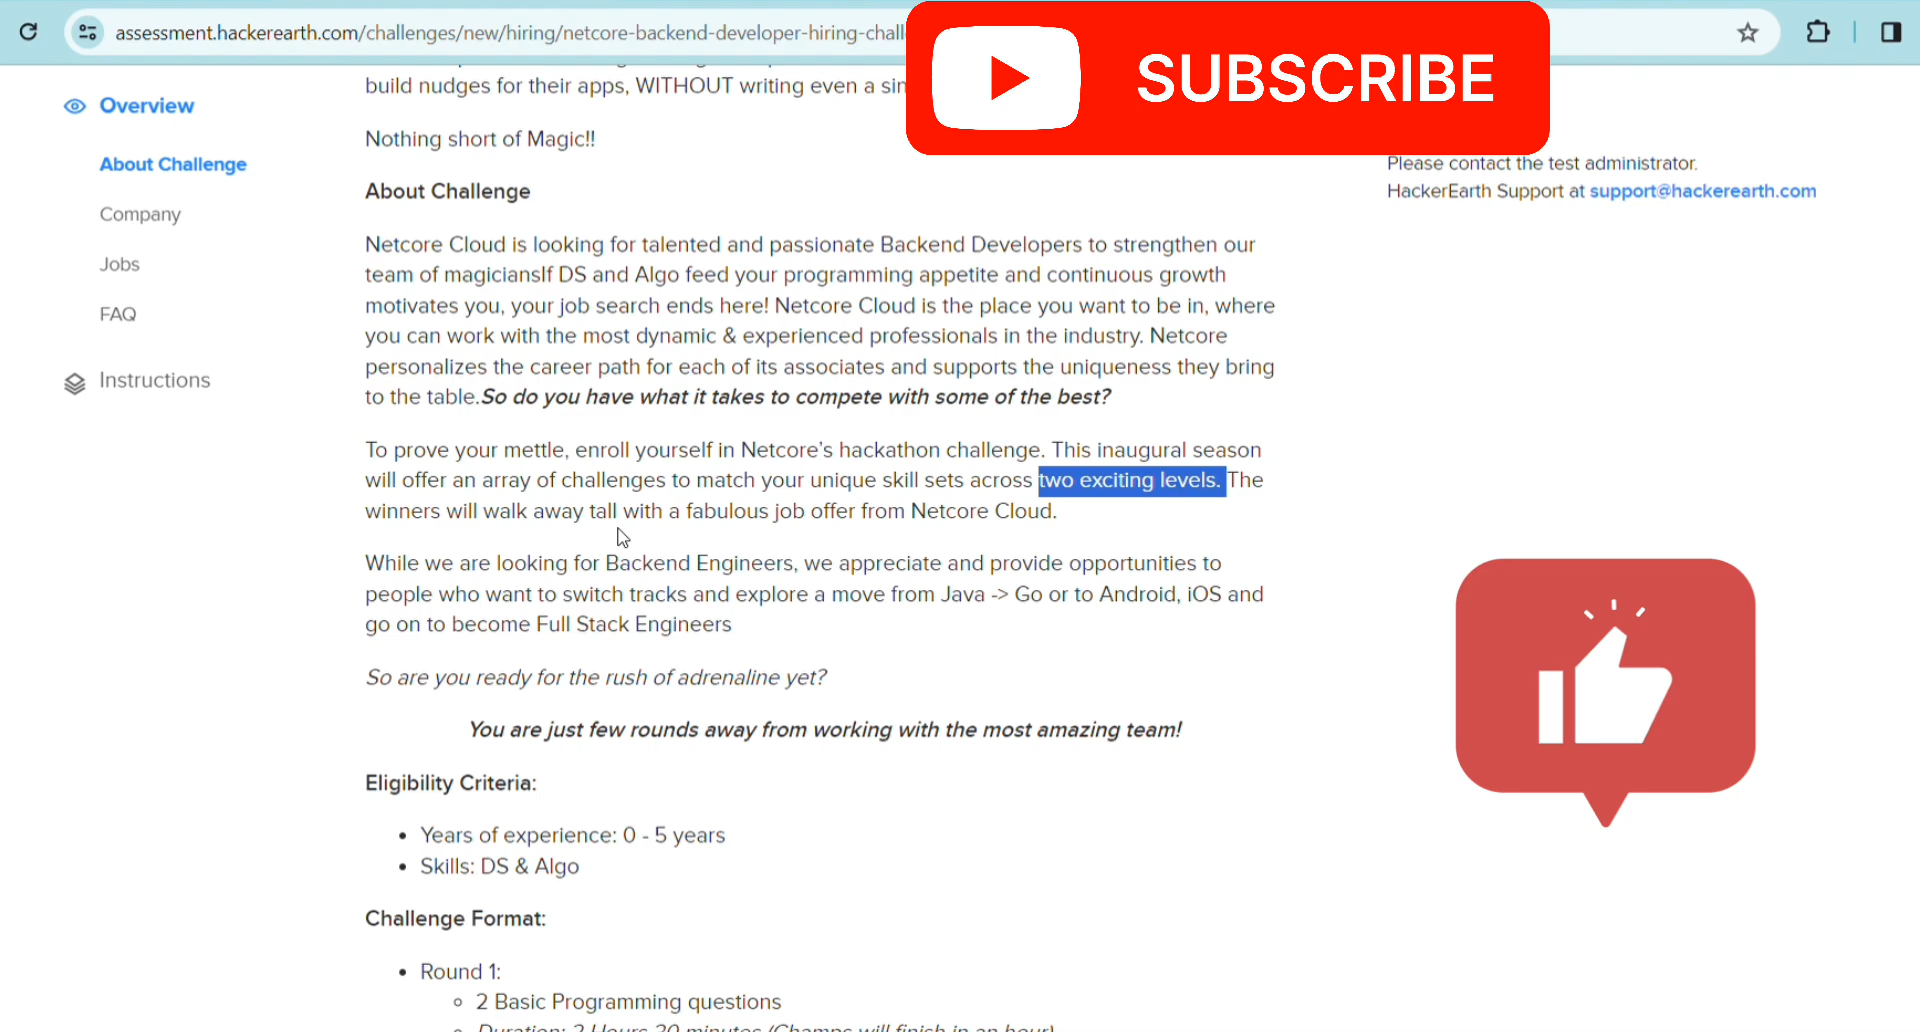 assessment.hackerearth.com/challenges/new/hiring/netcore-backend-developer-hiring-chall
SUBSCRIBE
Overview
About Challenge
Company
Jobs
FAQ
Instructions
build nudges for their apps, WITHOUT writing even a sin
Nothing short of Magic!!
About Challenge
Netcore Cloud is looking for talented and passionate Backend Developers to strengthen our
team of magiciansIf DS and Algo feed your programming appetite and continuous growth
motivates you, your job search ends here! Netcore Cloud is the place you want to be in, where
you can work with the most dynamic & experienced professionals in the industry. Netcore
personalizes the career path for each of its associates and supports the uniqueness they bring
to the table.So do you have what it takes to compete with some of the best?
To prove your mettle, enroll yourself in Netcore’s hackathon challenge. This inaugural season
will offer an array of challenges to match your unique skill sets across two exciting levels. The
winners will walk away tall with a fabulous job offer from Netcore Cloud.
While we are looking for Backend Engineers, we appreciate and provide opportunities to
people who want to switch tracks and explore a move from Java -> Go or to Android, iOS and
go on to become Full Stack Engineers
So are you ready for the rush of adrenaline yet?
You are just few rounds away from working with the most amazing team!
Eligibility Criteria:
• Years of experience: 0 - 5 years
• Skills: DS & Algo
Challenge Format:
• Round 1:
◦ 2 Basic Programming questions
◦ Duration: 2 Hours 30 minutes (Champs will finish in an hour)
Please contact the test administrator.
HackerEarth Support at support@hackerearth.com